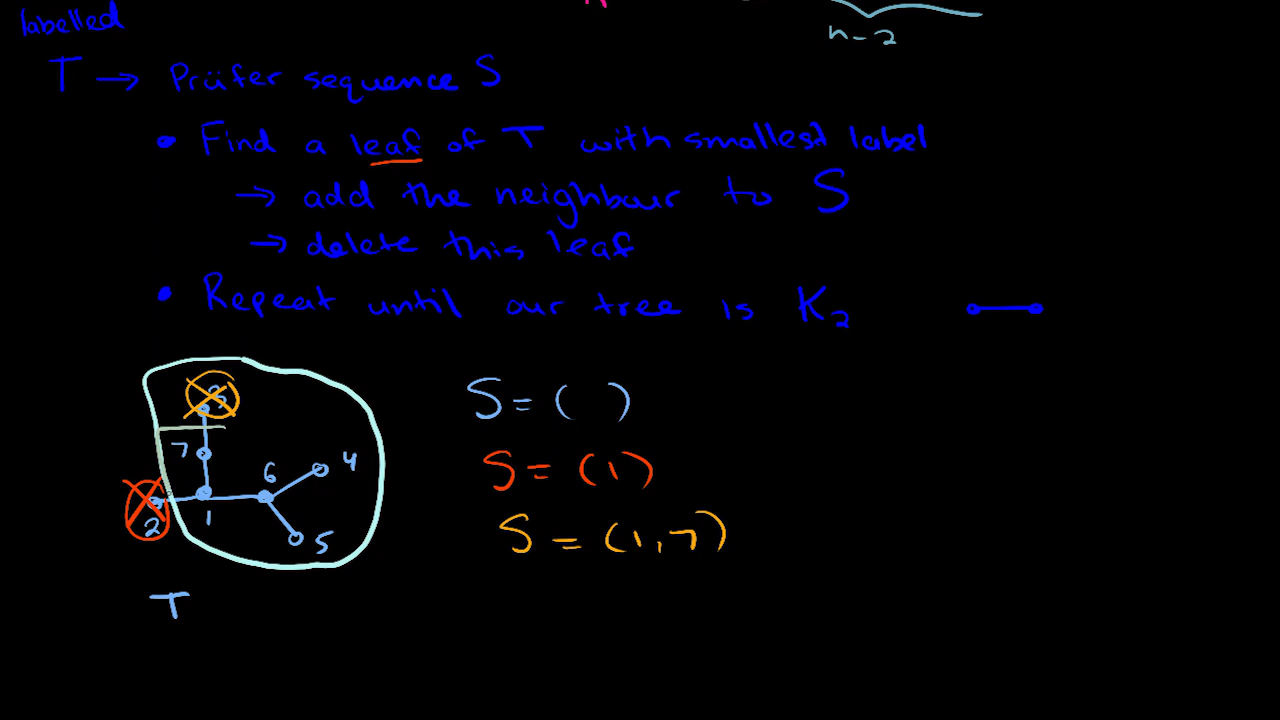 n-2
labelled
T → Prüfer sequence S
• Find a leaf of T with smallest label
→ add the neighbour to S
→ delete this leaf
• Repeat until our tree is K₂
S = ( )
7
6
4
S = (1)
2
1
5
S = (1,7)
T